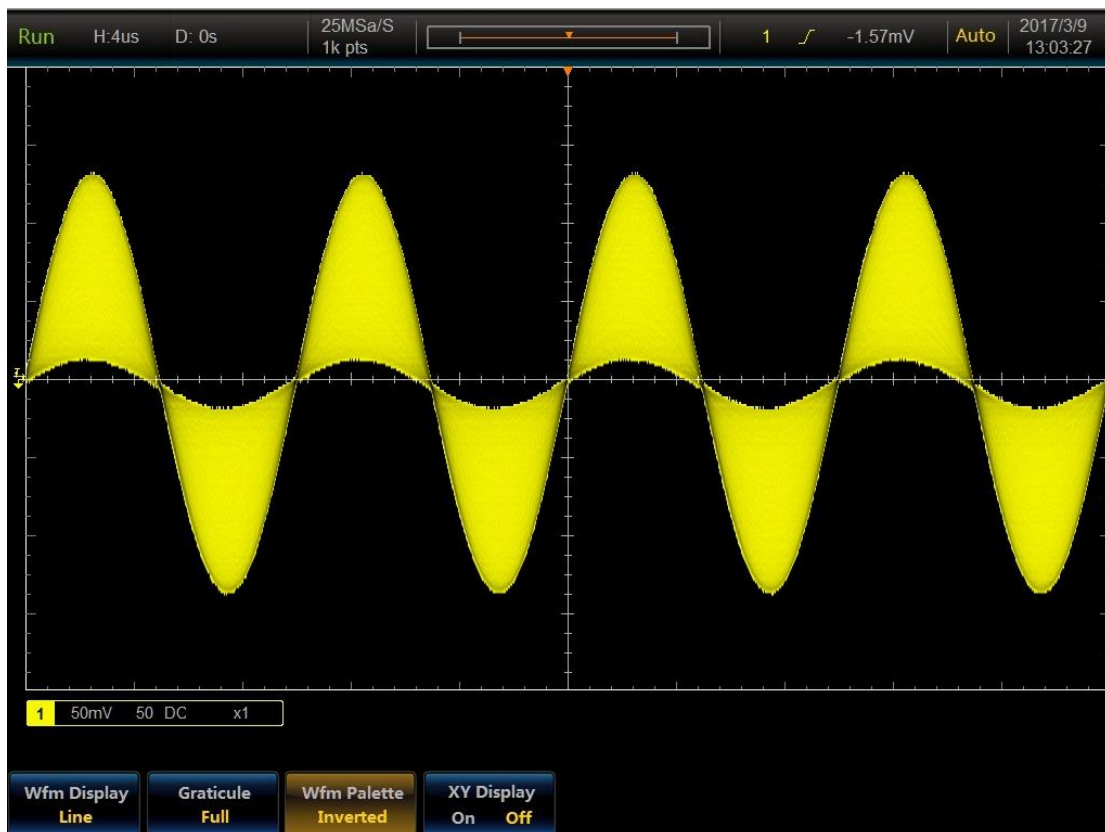 Run H:4us D: 0s 25MSa/S 1 -1.57mV Auto 2017/3/9
1k pts 13:03:27
T
1 50mV 50 DC x1
Wfm Display Graticule Wfm Palette XY Display
Line Full Inverted On Off